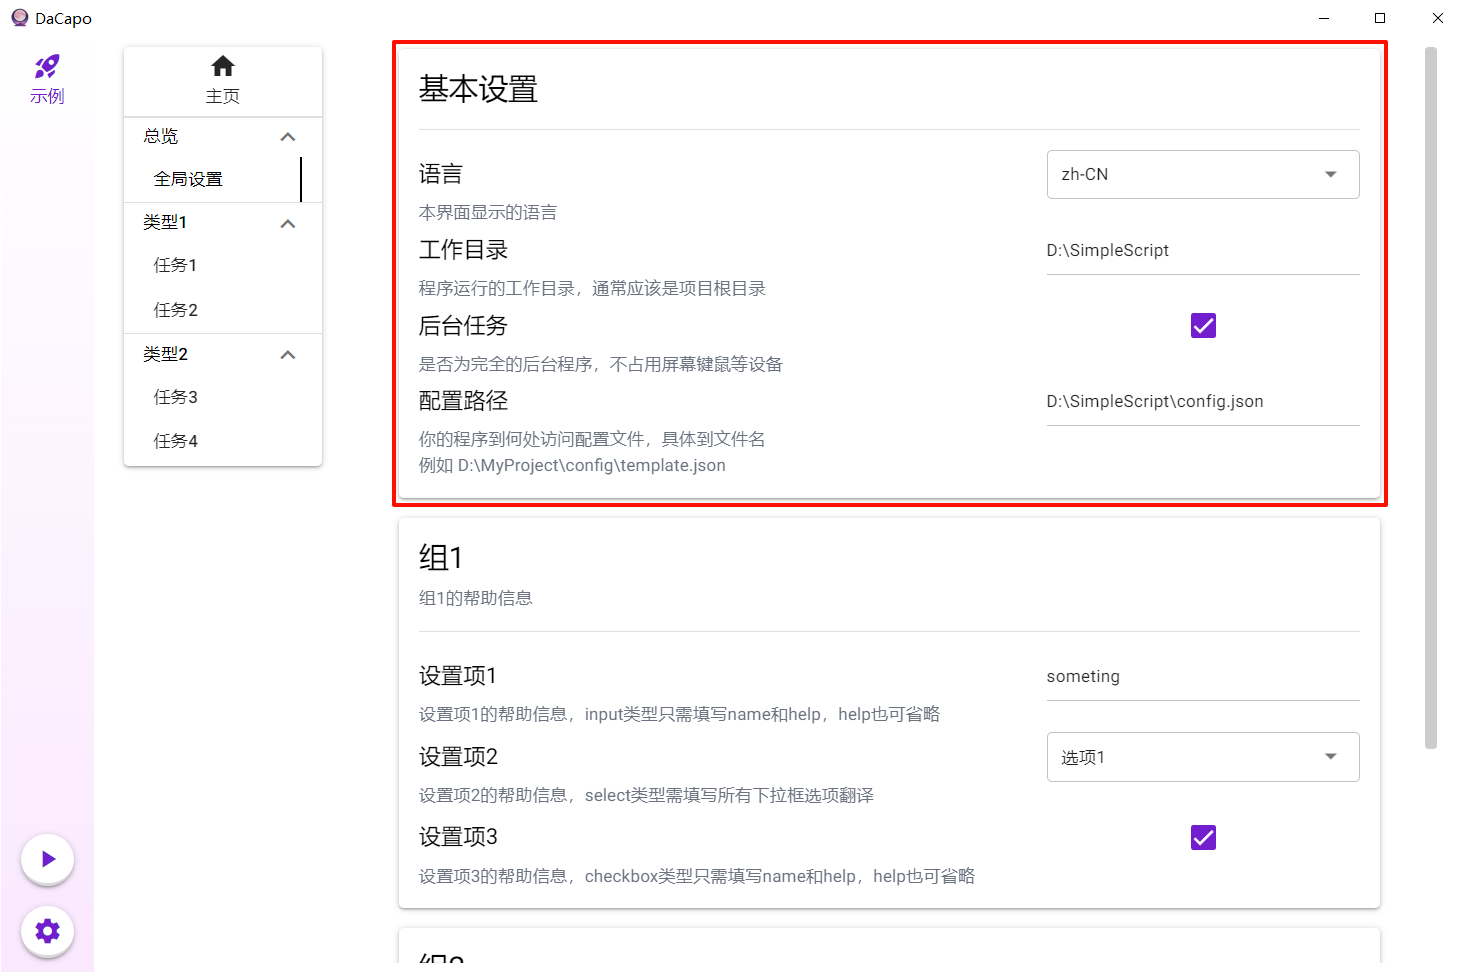 DaCapo
示例
主页
总览
全局设置
类型1
任务1
任务2
类型2
任务3
任务4
基本设置
语言
zh-CN
本界面显示的语言
工作目录
D:\SimpleScript
程序运行的工作目录，通常应该是项目根目录
后台任务
是否为完全的后台程序，不占用屏幕键鼠等设备
配置路径
D:\SimpleScript\config.json
你的程序到何处访问配置文件，具体到文件名
例如 D:\MyProject\config\template.json
组1
组1的帮助信息
设置项1
someting
设置项1的帮助信息，input类型只需填写name和help，help也可省略
设置项2
选项1
设置项2的帮助信息，select类型需填写所有下拉框选项翻译
设置项3
设置项3的帮助信息，checkbox类型只需填写name和help，help也可省略